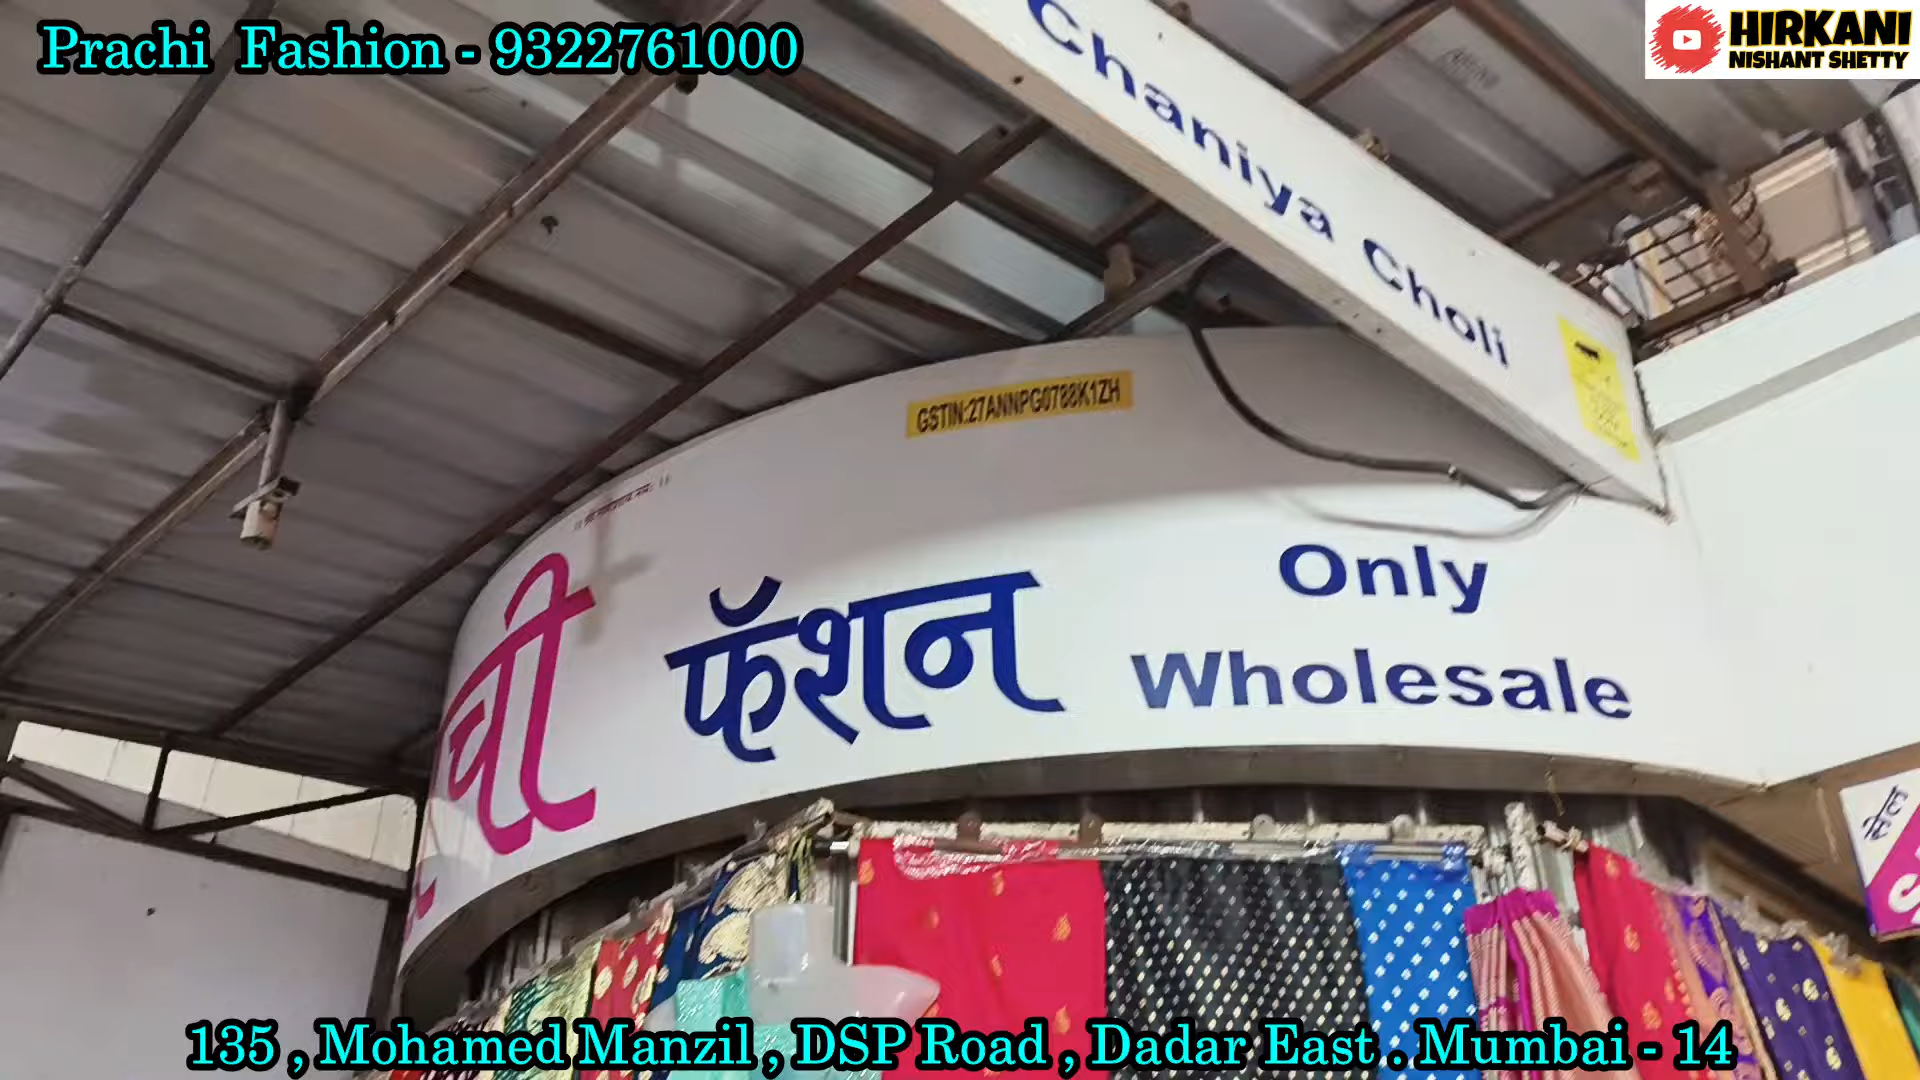 Prachi Fashion - 9322761000
HIRKANI
NISHANT SHETTY
Chaniya Choli
GSTIN:27ANNPG0788K1ZH
ची फॅशन
Only
Wholesale
सेल
135 , Mohamed Manzil , DSP Road , Dadar East . Mumbai - 14